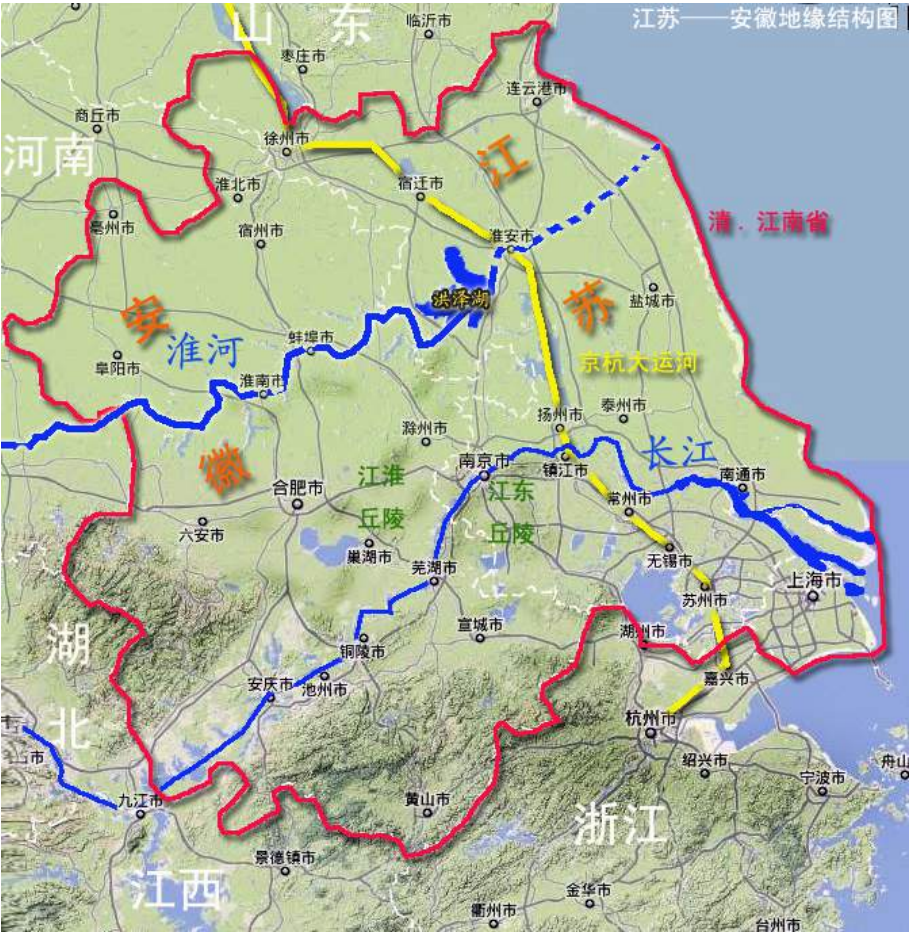 江苏——安徽地缘结构图
山 东
临沂市
枣庄市
连云港市
商丘市
徐州市
河南
江
淮北市
宿迁市
亳州市
宿州市
清．江南省
淮安市
洪泽湖
盐城市
苏
安
淮河
蚌埠市
阜阳市
京杭大运河
淮南市
扬州市
泰州市
滁州市
长江
徽
南京市
镇江市
江淮
丘陵
江东
丘陵
南通市
合肥市
常州市
六安市
巢湖市
无锡市
芜湖市
上海市
苏州市
湖
北
宣城市
湖州市
铜陵市
嘉兴市
安庆市
池州市
杭州市
市
绍兴市
舟山
宁波市
九江市
黄山市
浙江
景德镇市
江西
金华市
衢州市
台州市